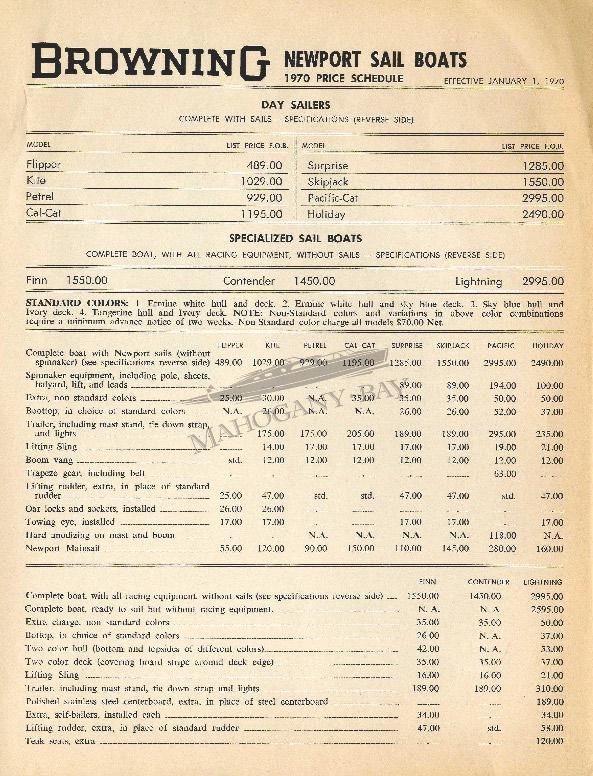 BROWNING NEWPORT SAIL BOATS
1970 PRICE SCHEDULE EFFECTIVE JANUARY 1, 1970
DAY SAILERS
COMPLETE WITH SAILS SPECIFICATIONS (REVERSE SIDE)
MODEL LIST PRICE F.O.B. MODEL LIST PRICE F.O.B.
Flipper 489.00 Surprise 1285.00
Kite 1029.00 Skipjack 1550.00
Petrel 929.00 Pacific-Cat 2995.00
Cal-Cat 1195.00 Holiday 2490.00
SPECIALIZED SAIL BOATS
COMPLETE BOAT, WITH ALL RACING EQUIPMENT, WITHOUT SAILS SPECIFICATIONS (REVERSE SIDE)
Finn 1550.00 Contender 1450.00 Lightning 2995.00
STANDARD COLORS: 1. Ermine white hull and deck. 2. Ermine white hull and sky blue deck. 3. Sky blue hull and
Ivory deck. 4. Tangerine hull and Ivory deck. NOTE: Non-Standard colors and variations in above color combinations
require a minimum advance notice of two weeks. Non Standard color charge all models $70.00 Net.
FLIPPER KITE PETREL CAL CAT SURPRISE SKIPJACK PACIFIC HOLIDAY
Complete boat with Newport sails (without
spinnaker) (see specifications reverse side) 489.00 1029.00 929.00 1195.00 1285.00 1550.00 2995.00 2490.00
Spinnaker equipment, including pole, sheets,
halyard, lift, and leads 89.00 89.00 194.00 100.00
Extra, non standard colors 25.00 30.00 N.A. 35.00 35.00 35.00 50.00 50.00
Boottop, in choice of standard colors N.A. 26.00 N.A. N.A. 26.00 26.00 52.00 37.00
Trailer, including mast stand, tie down strap,
and lights 175.00 175.00 205.00 189.00 189.00 295.00 235.00
Lifting Sling 14.00 17.00 17.00 17.00 17.00 19.00 21.00
Boom vang std. 12.00 12.00 12.00 12.00 12.00 12.00 12.00
Trapeze gear, including belt 63.00
Lifting rudder, extra, in place of standard
rudder 25.00 47.00 std. std. 47.00 47.00 std. 47.00
Oar locks and sockets, installed 26.00 26.00
Towing eye, installed 17.00 17.00 17.00 17.00 17.00
Hard anodizing on mast and boom N.A. N.A. N.A. N.A. 118.00 N.A.
Newport Mainsail 55.00 120.00 90.00 150.00 110.00 145.00 280.00 160.00
MAHOGANY BAY
FINN CONTENDER LIGHTNING
Complete boat, with all racing equipment, without sails (see specifications reverse side) 1550.00 1450.00 2995.00
Complete boat, ready to sail but without racing equipment. N. A. N. A. 2595.00
Extra, charge, non standard colors 35.00 35.00 50.00
Bottop, in choice of standard colors 26.00 N. A. 37.00
Two color hull (bottom and topsides of different colors) 42.00 N. A. 53.00
Two color deck (covering board stripe around deck edge) 35.00 35.00 37.00
Lifting Sling 16.00 16.00 21.00
Trailer, including mast stand, tie down strap and lights 189.00 189.00 310.00
Polished stainless steel centerboard, extra, in place of steel centerboard 189.00
Extra, self-bailers, installed each 34.00 34.00
Lifting rudder, extra, in place of standard rudder 47.00 std. 58.00
Teak seats, extra 120.00